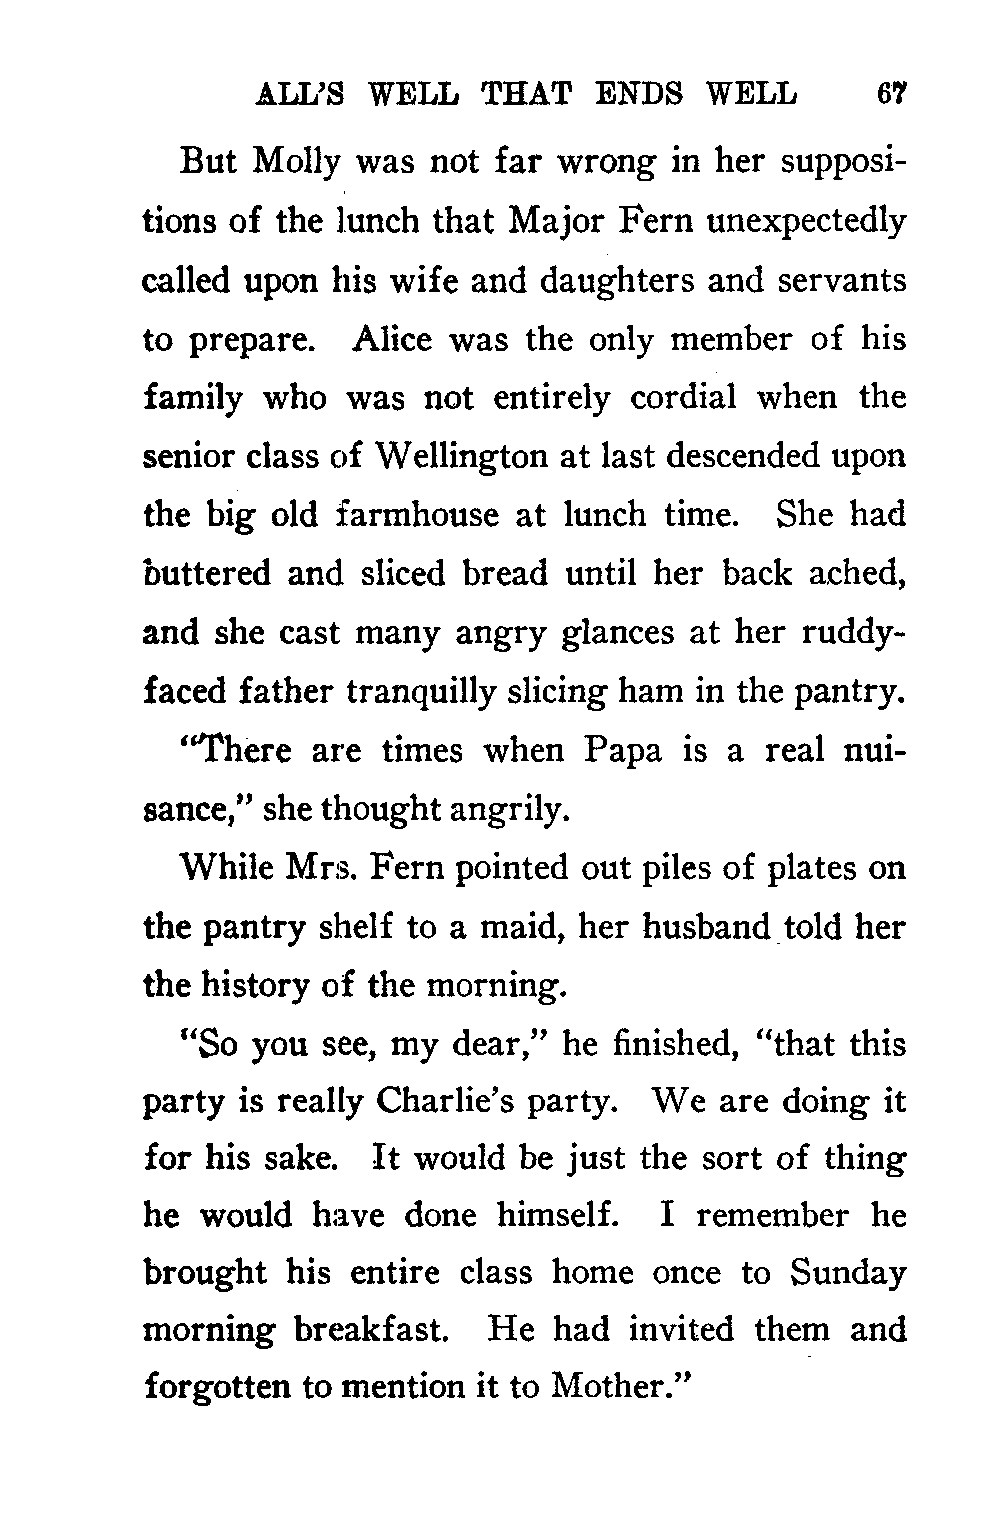 ALL'S WELL THAT ENDS WELL 67
But Molly was not far wrong in her supposi-
tions of the lunch that Major Fern unexpectedly
called upon his wife and daughters and servants
to prepare. Alice was the only member of his
family who was not entirely cordial when the
senior class of Wellington at last descended upon
the big old farmhouse at lunch time. She had
buttered and sliced bread until her back ached,
and she cast many angry glances at her ruddy-
faced father tranquilly slicing ham in the pantry.
"There are times when Papa is a real nui-
sance," she thought angrily.
While Mrs. Fern pointed out piles of plates on
the pantry shelf to a maid, her husband told her
the history of the morning.
"So you see, my dear," he finished, "that this
party is really Charlie's party. We are doing it
for his sake. It would be just the sort of thing
he would have done himself. I remember he
brought his entire class home once to Sunday
morning breakfast. He had invited them and
forgotten to mention it to Mother."